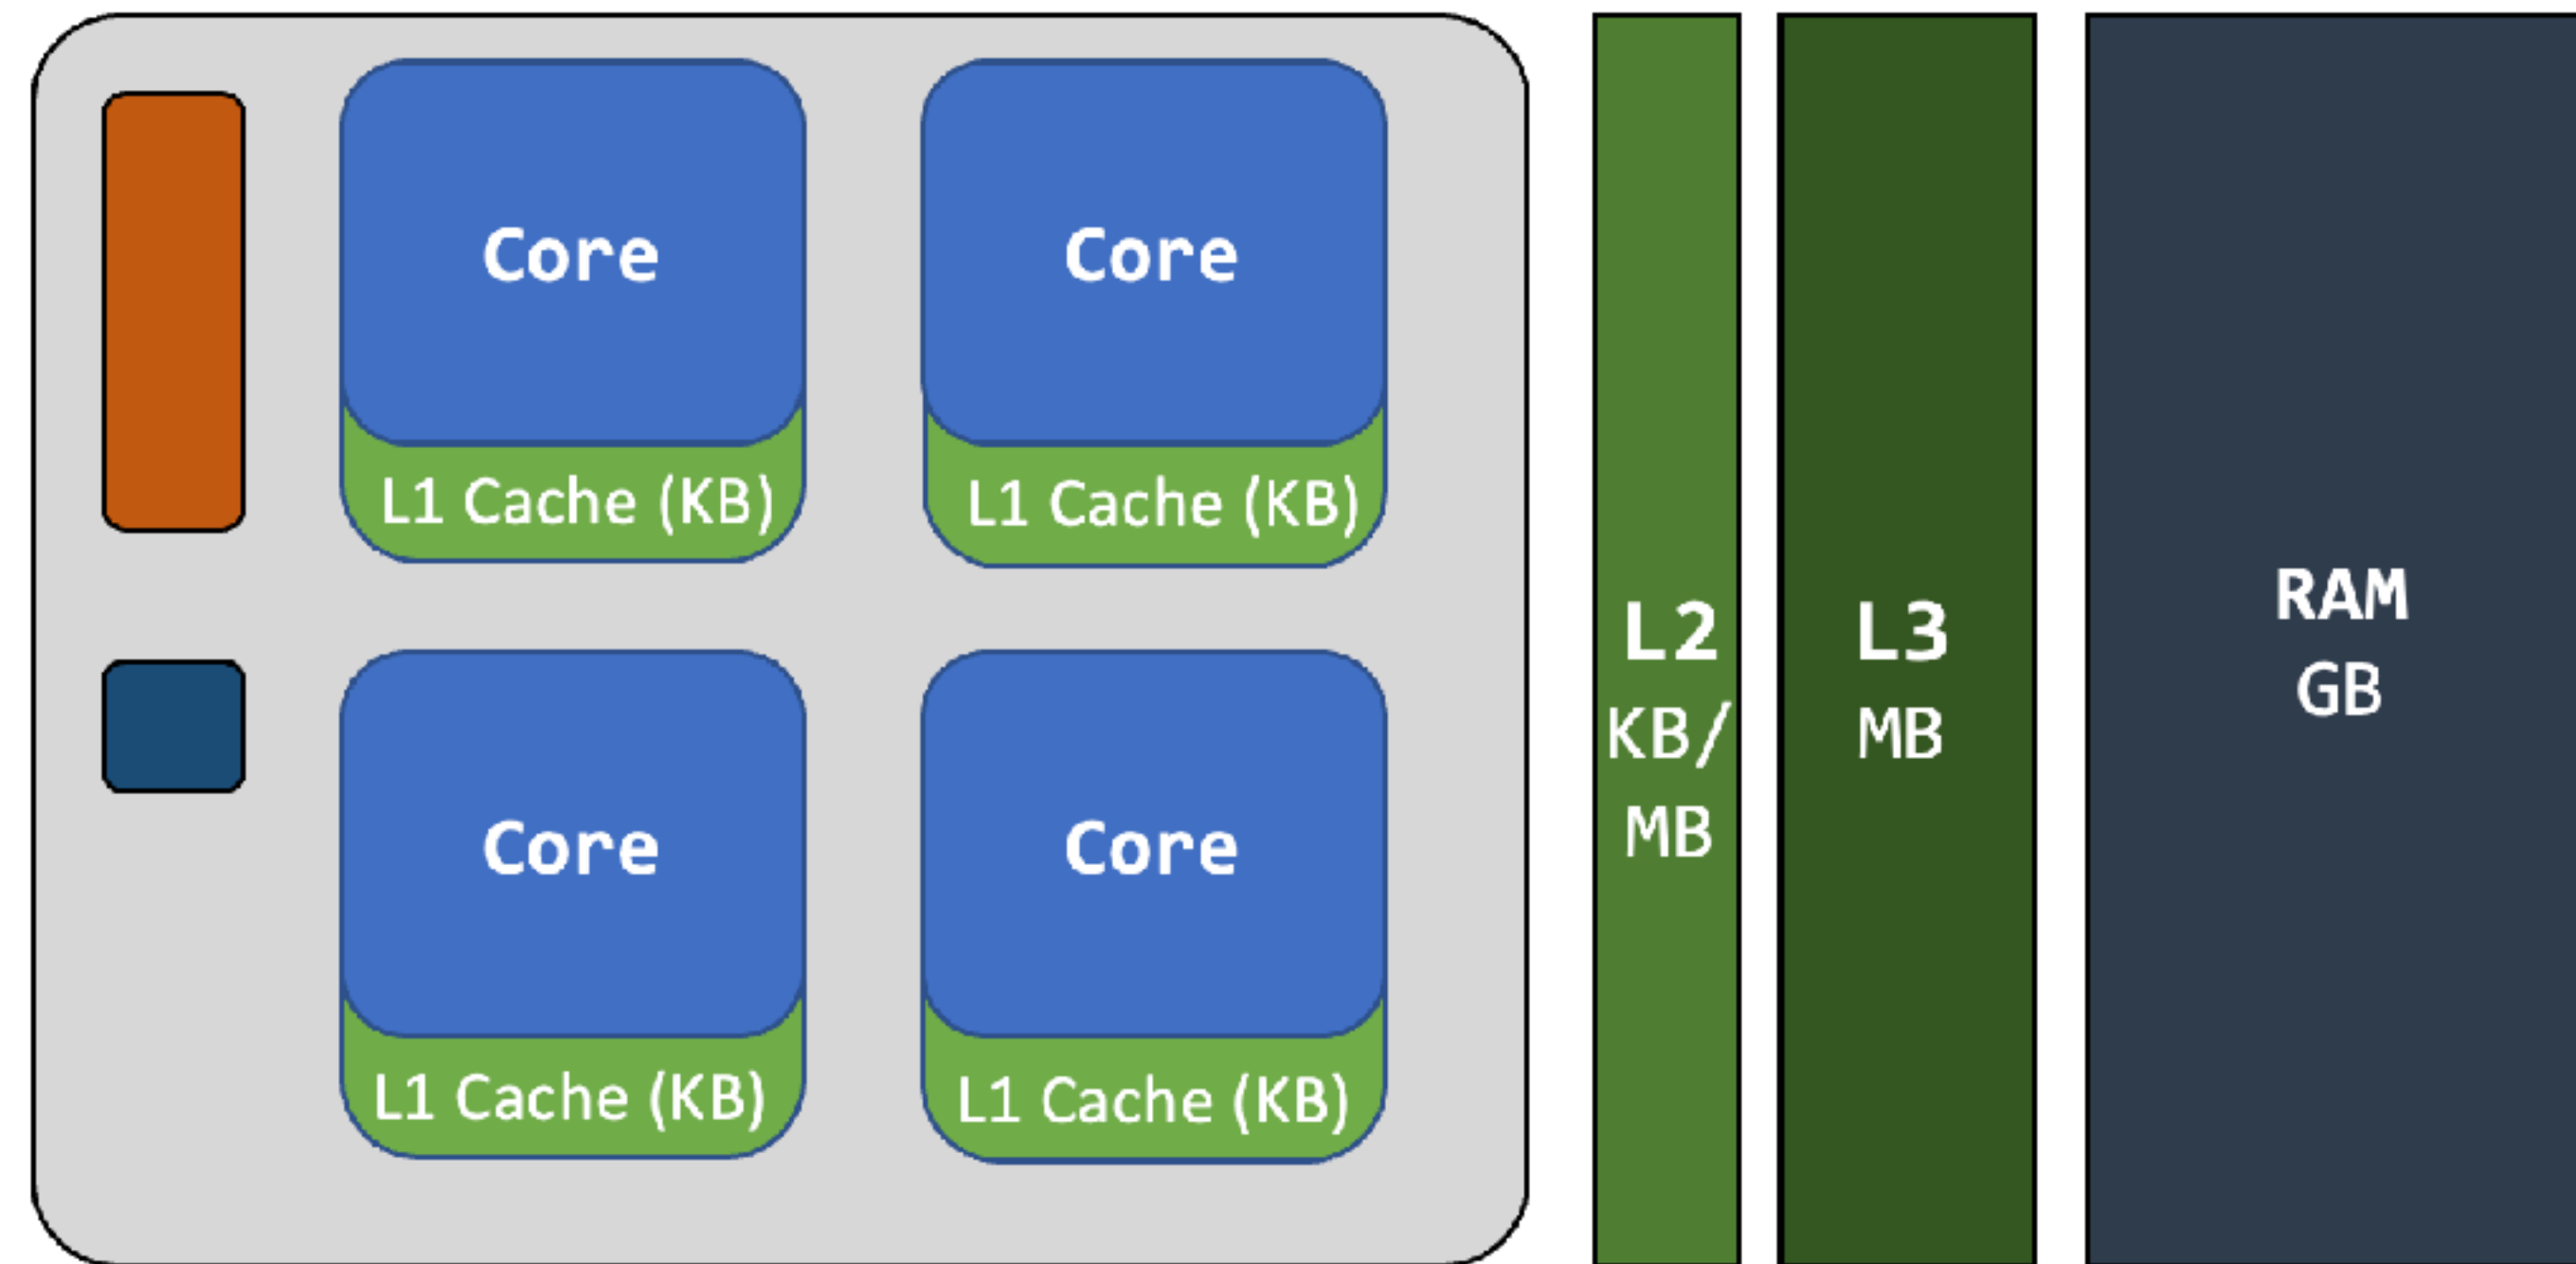 Core
L1 Cache (KB)
Core
L1 Cache (KB)
Core
L1 Cache (KB)
Core
L1 Cache (KB)
L2
KB/
MB
L3
MB
RAM
GB